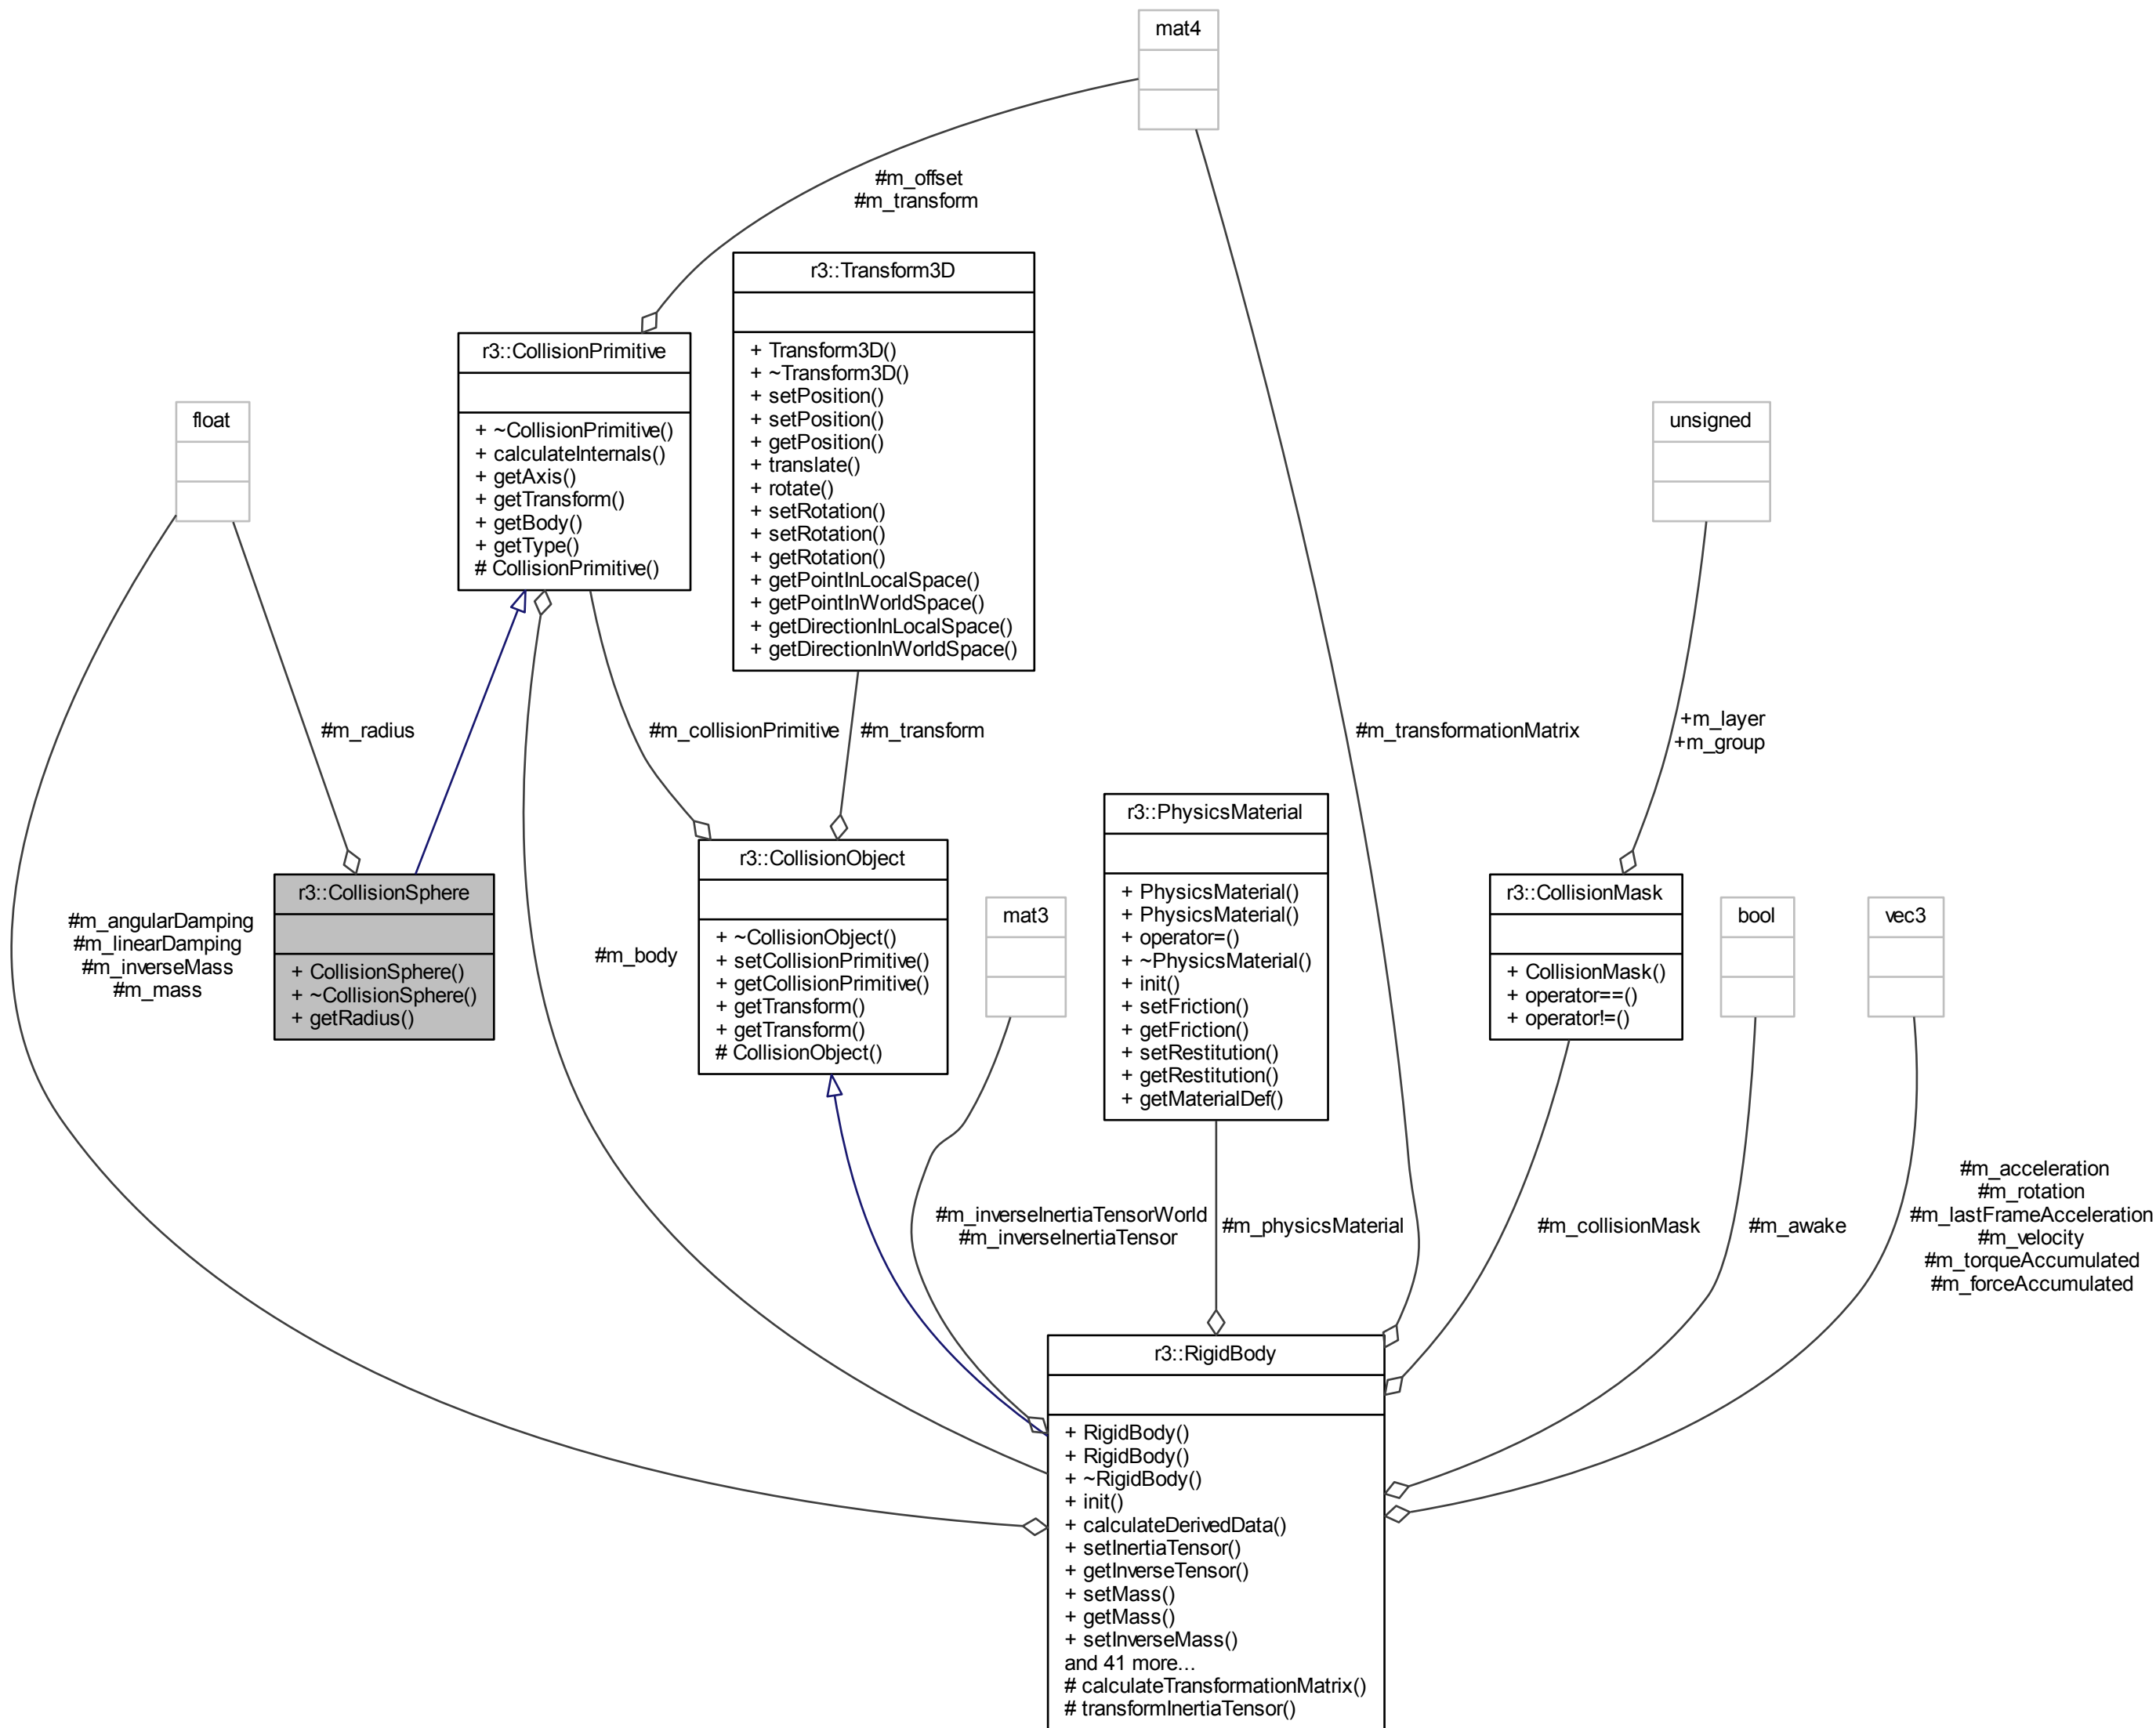 mat4
#m_offset
#m_transform
r3::Transform3D
+ Transform3D()
+ ~Transform3D()
+ setPosition()
+ setPosition()
+ getPosition()
+ translate()
+ rotate()
+ setRotation()
+ setRotation()
+ getRotation()
+ getPointInLocalSpace()
+ getPointInWorldSpace()
+ getDirectionInLocalSpace()
+ getDirectionInWorldSpace()
r3::CollisionPrimitive
+ ~CollisionPrimitive()
+ calculateInternals()
+ getAxis()
+ getTransform()
+ getBody()
+ getType()
# CollisionPrimitive()
float
unsigned
#m_radius
#m_collisionPrimitive
#m_transform
#m_transformationMatrix
+m_layer
+m_group
r3::CollisionSphere
+ CollisionSphere()
+ ~CollisionSphere()
+ getRadius()
#m_angularDamping
#m_linearDamping
#m_inverseMass
#m_mass
#m_body
r3::CollisionObject
+ ~CollisionObject()
+ setCollisionPrimitive()
+ getCollisionPrimitive()
+ getTransform()
+ getTransform()
# CollisionObject()
mat3
r3::PhysicsMaterial
+ PhysicsMaterial()
+ PhysicsMaterial()
+ operator=()
+ ~PhysicsMaterial()
+ init()
+ setFriction()
+ getFriction()
+ setRestitution()
+ getRestitution()
+ getMaterialDef()
r3::CollisionMask
+ CollisionMask()
+ operator==()
+ operator!=()
bool
vec3
#m_inverseInertiaTensorWorld
#m_inverseInertiaTensor
#m_physicsMaterial
#m_collisionMask
#m_awake
#m_acceleration
#m_rotation
#m_lastFrameAcceleration
#m_velocity
#m_torqueAccumulated
#m_forceAccumulated
r3::RigidBody
+ RigidBody()
+ RigidBody()
+ ~RigidBody()
+ init()
+ calculateDerivedData()
+ setInertiaTensor()
+ getInverseTensor()
+ setMass()
+ getMass()
+ setInverseMass()
and 41 more...
# calculateTransformationMatrix()
# transformInertiaTensor()